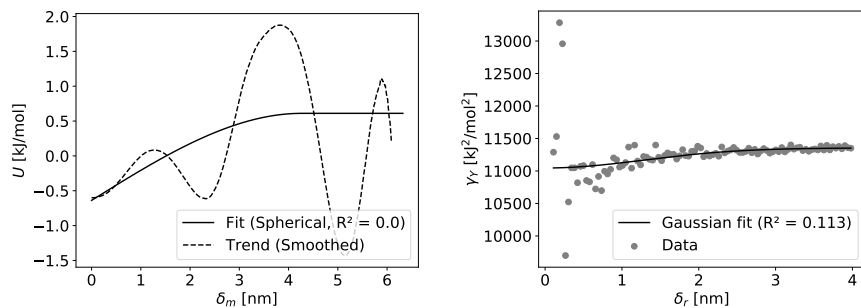 2.0
1.5
1.0
0.5
0.0
−0.5
−1.0
−1.5
U [kJ/mol]
0 1 2 3 4 5 6
δm [nm]
Fit (Spherical, R² = 0.0)
Trend (Smoothed)
13000
12500
12000
11500
11000
10500
10000
γY [kJ²/mol²]
0 1 2 3 4
δr [nm]
Gaussian fit (R² = 0.113)
Data